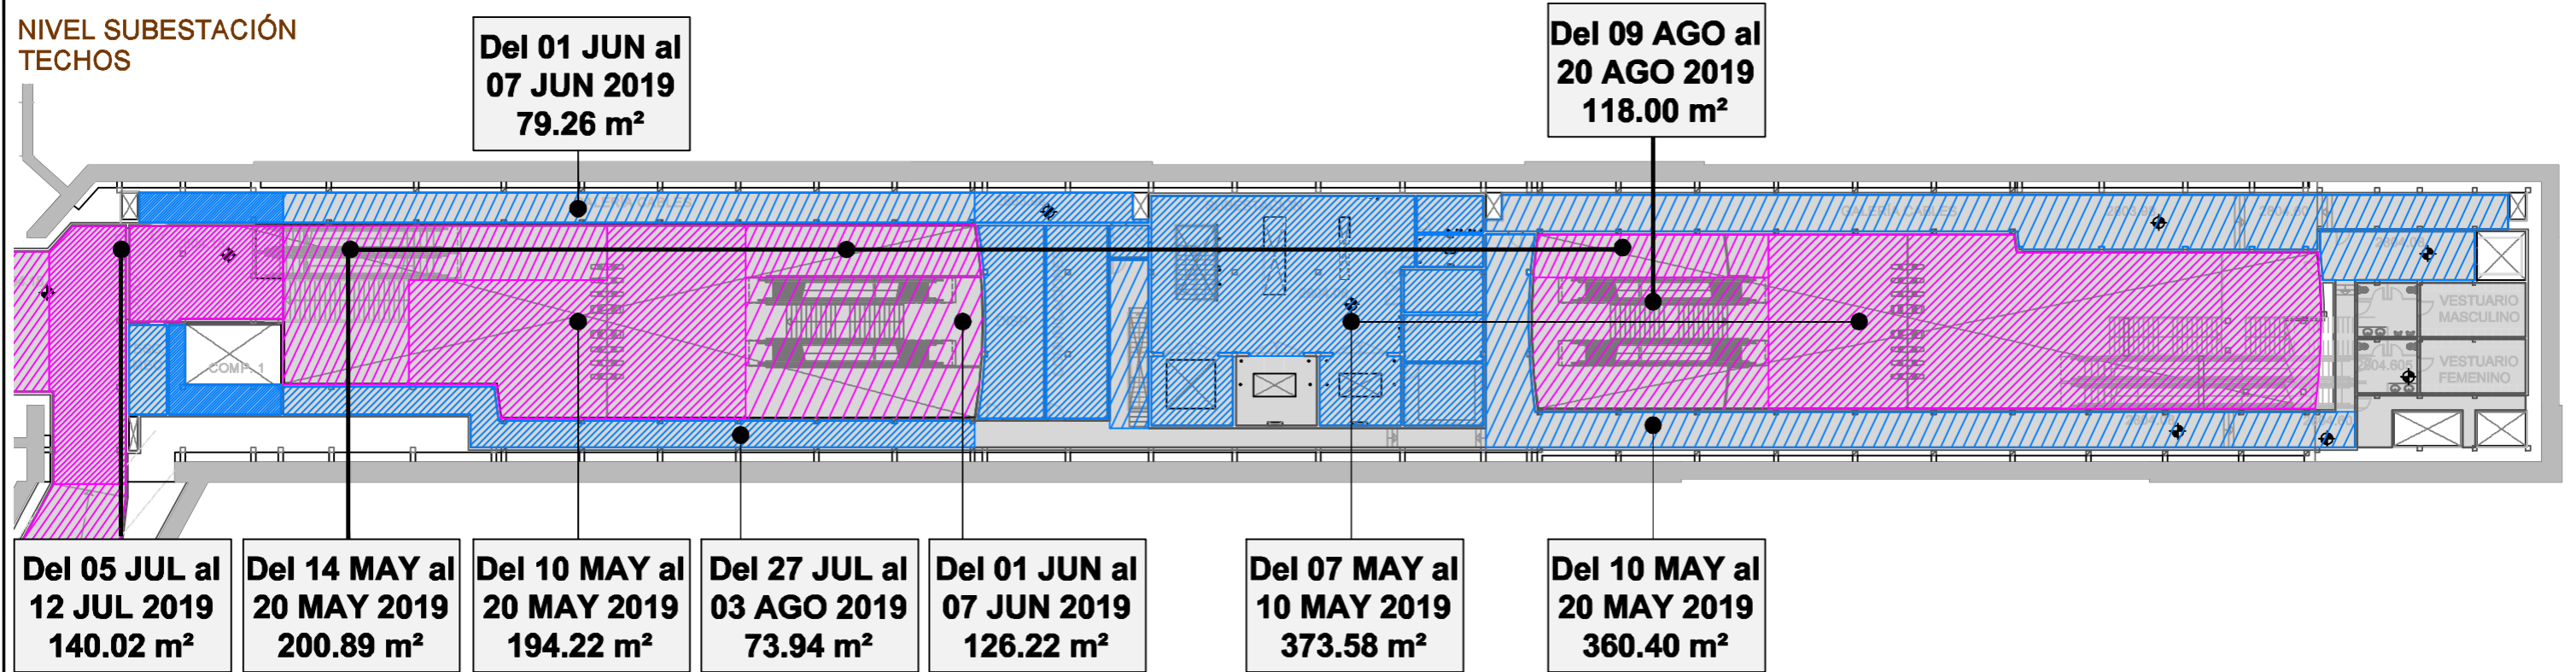 NIVEL SUBESTACIÓN
TECHOS
Del 01 JUN al
07 JUN 2019
79.26 m²
Del 09 AGO al
20 AGO 2019
118.00 m²
GALERIA CABLES
GALERIA CABLES
COMP. 1
VESTUARIO
MASCULINO
VESTUARIO
FEMENINO
Del 05 JUL al
12 JUL 2019
140.02 m²
Del 14 MAY al
20 MAY 2019
200.89 m²
Del 10 MAY al
20 MAY 2019
194.22 m²
Del 27 JUL al
03 AGO 2019
73.94 m²
Del 01 JUN al
07 JUN 2019
126.22 m²
Del 07 MAY al
10 MAY 2019
373.58 m²
Del 10 MAY al
20 MAY 2019
360.40 m²